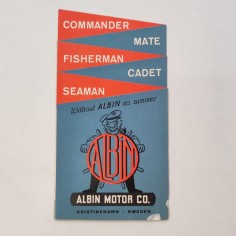 COMMANDER
MATE
FISHERMAN
CADET
SEAMAN
Without ALBIN no summer
ALBIN
ALBIN MOTOR CO.
KRISTINEHAMN / SWEDEN